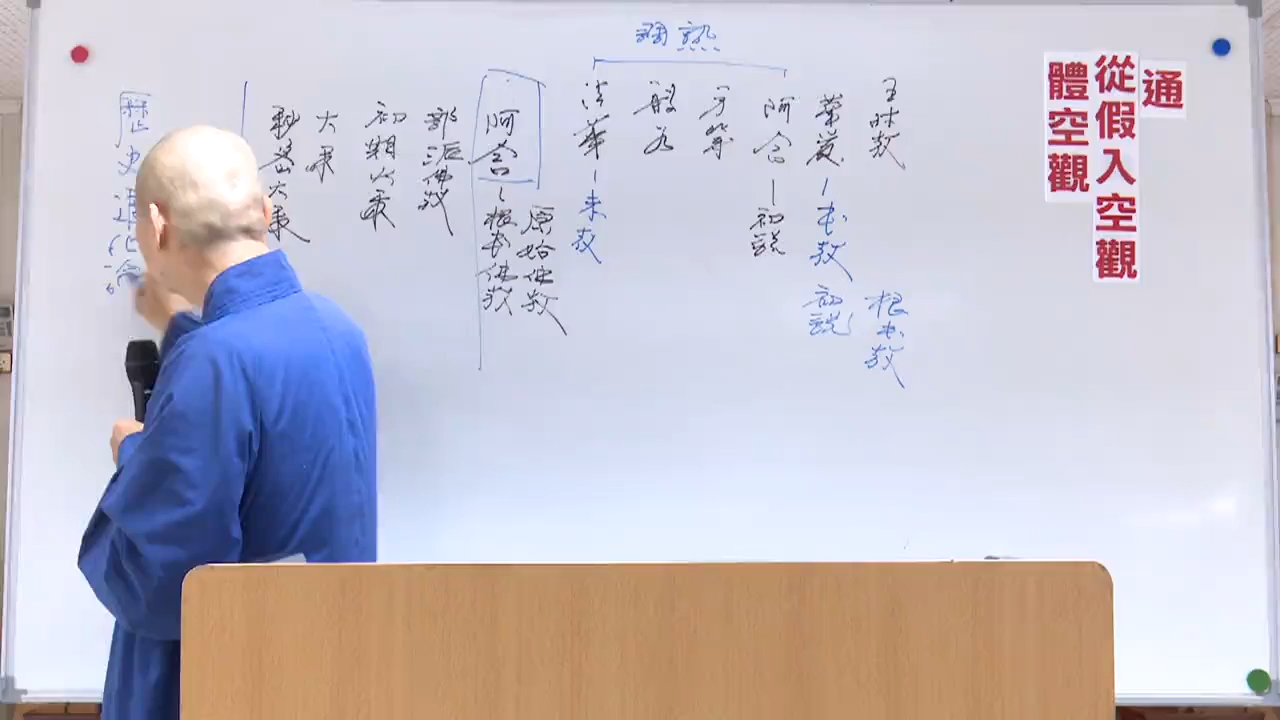 通
從假入空觀
體空觀
調熟
五時教
華嚴－本教 初說
根本教
阿含－初說
方等
般若
法華－末教
原始佛教
阿含－根本佛教
部派佛教
初期大乘
大乘
秘密大乘
歷史進化論